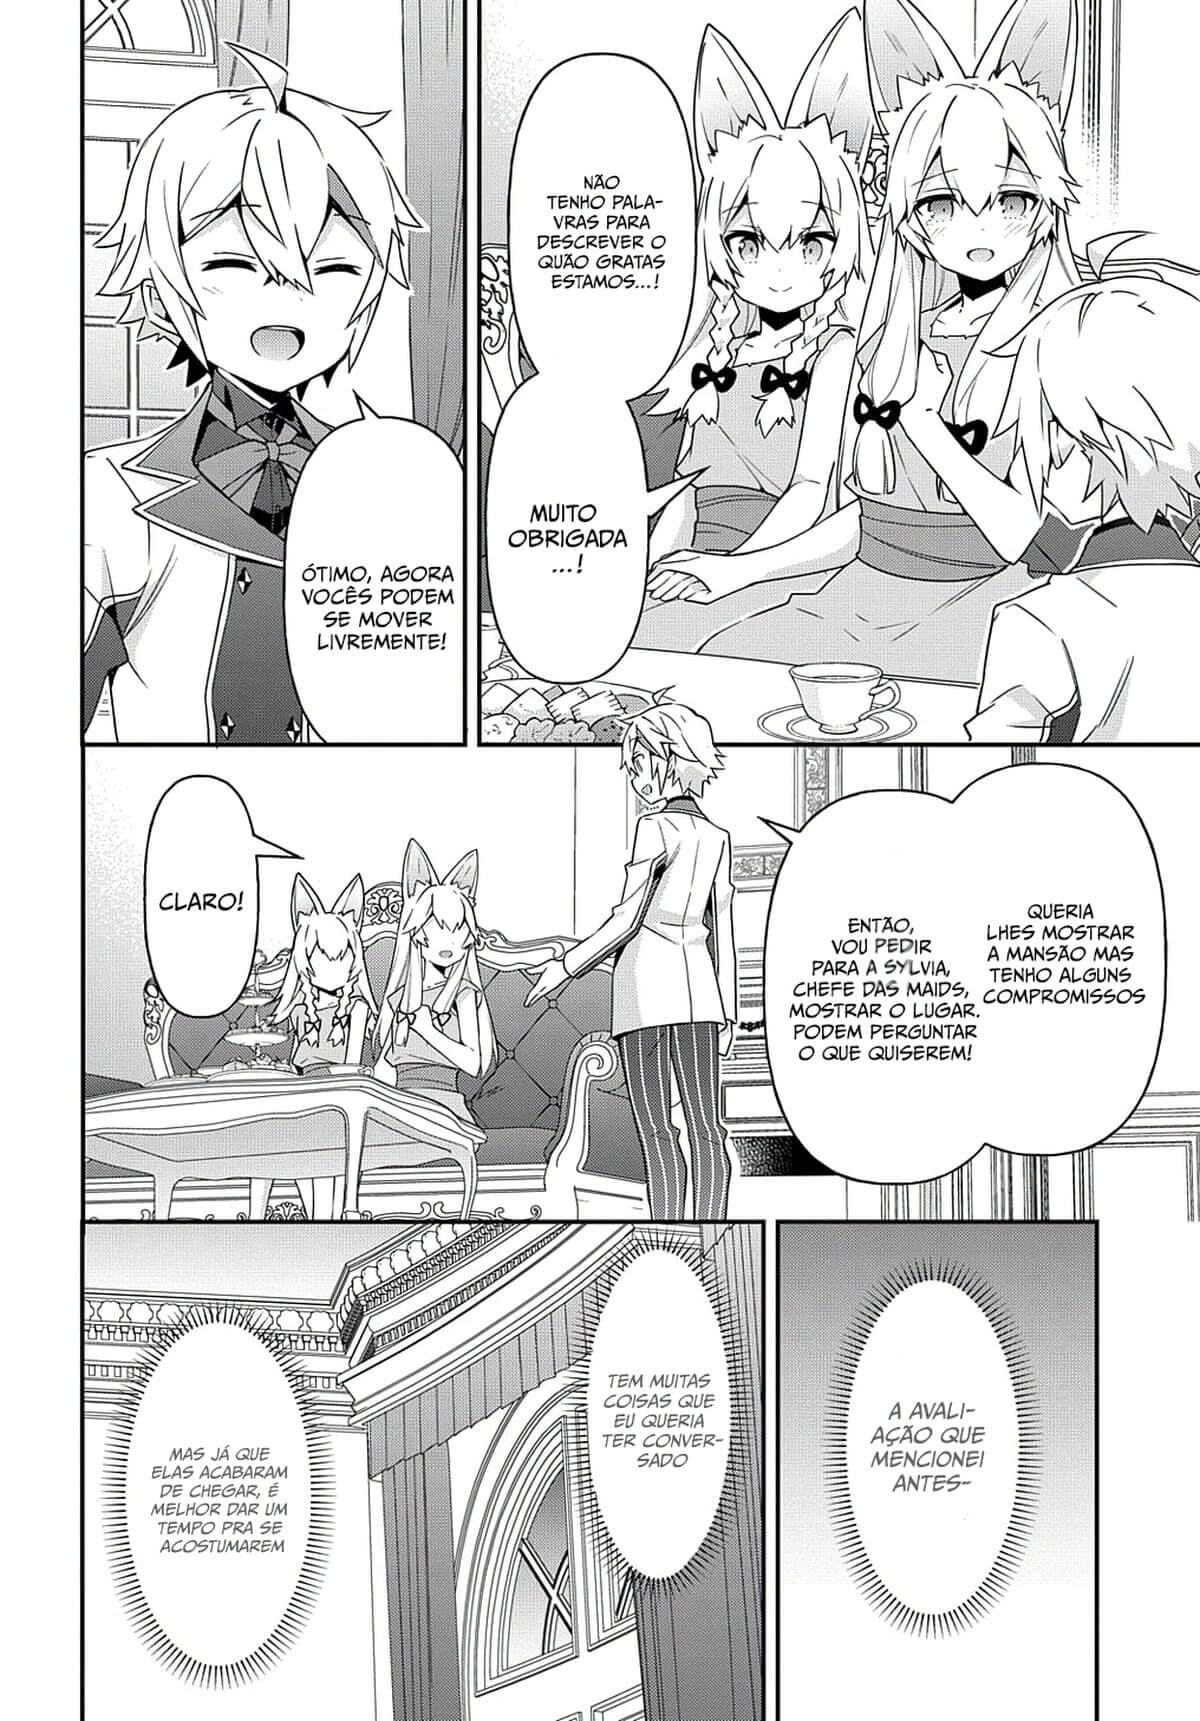 NÃO
TENHO PALA-
VRAS PARA
DESCREVER O
QUÃO GRATAS
ESTAMOS...!
MUITO
OBRIGADA
...!
ÓTIMO, AGORA
VOCÊS PODEM
SE MOVER
LIVREMENTE!
QUERIA
LHES MOSTRAR
A MANSÃO MAS
TENHO ALGUNS
COMPROMISSOS
ENTÃO,
VOU PEDIR
PARA A SYLVIA,
CHEFE DAS MAIDS,
MOSTRAR O LUGAR.
PODEM PERGUNTAR
O QUE QUISEREM!
CLARO!
A AVALI-
AÇÃO QUE
MENCIONEI
ANTES-
TEM MUITAS
COISAS QUE
EU QUERIA
TER CONVER-
SADO
MAS JÁ QUE
ELAS ACABARAM
DE CHEGAR, É
MELHOR DAR UM
TEMPO PRA SE
ACOSTUMAREM